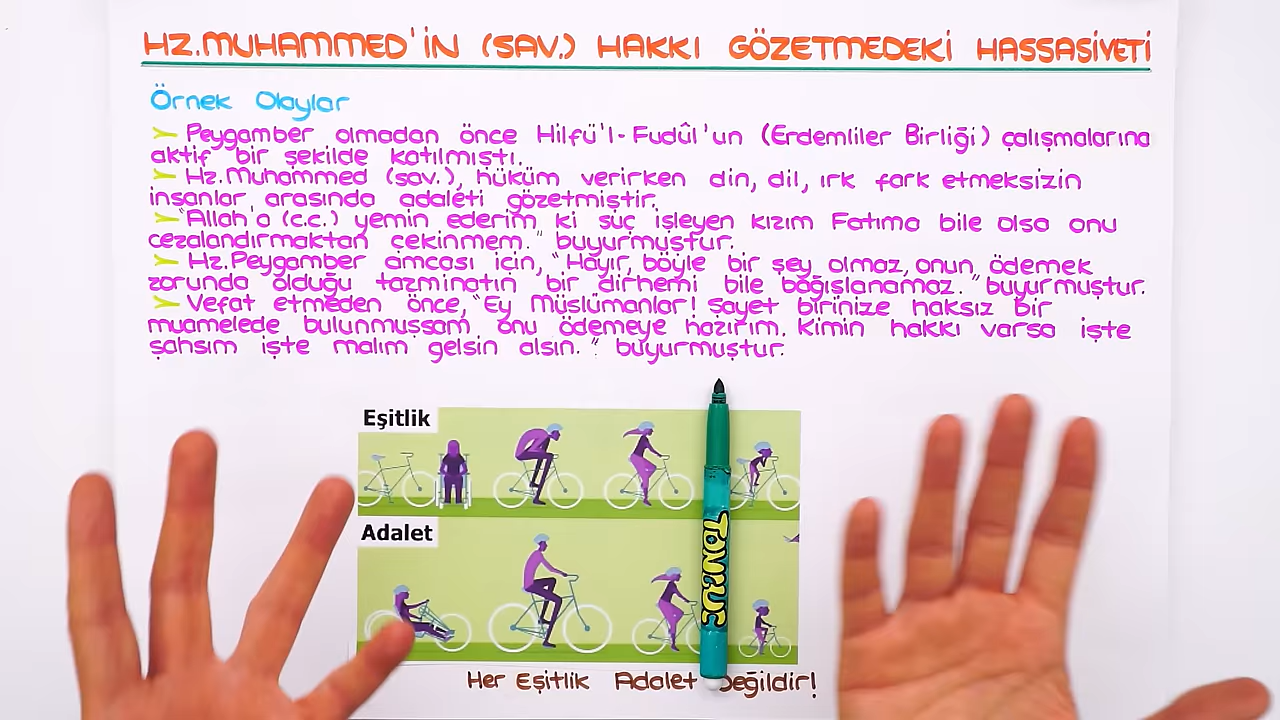 HZ.MUHAMMED'İN (SAV.) HAKKI GÖZETMEDEKİ HASSASİYETİ
Örnek Olaylar
Peygamber olmadan önce Hilfü'l-Fudûl'un (Erdemliler Birliği) çalışmalarına
aktif bir şekilde katılmıştı.
Hz.Muhammed (sav.), hüküm verirken din, dil, ırk fark etmeksizin
insanlar arasında adaleti gözetmiştir.
"Allah'a (c.c.) yemin ederim ki suç işleyen kızım Fatıma bile olsa onu
cezalandırmaktan çekinmem." buyurmuştur.
Hz.Peygamber amcası için, "Hayır, böyle bir şey olmaz, onun ödemek
zorunda olduğu tazminatın bir dirhemi bile bağışlanamaz." buyurmuştur.
Vefat etmeden önce, "Ey Müslümanlar! Şayet birinize haksız bir
muamelede bulunmuşsam, onu ödemeye hazırım. Kimin hakkı varsa işte
şahsım işte malım gelsin alsın." buyurmuştur.
Eşitlik
Adalet
Her Eşitlik Adalet Değildir!